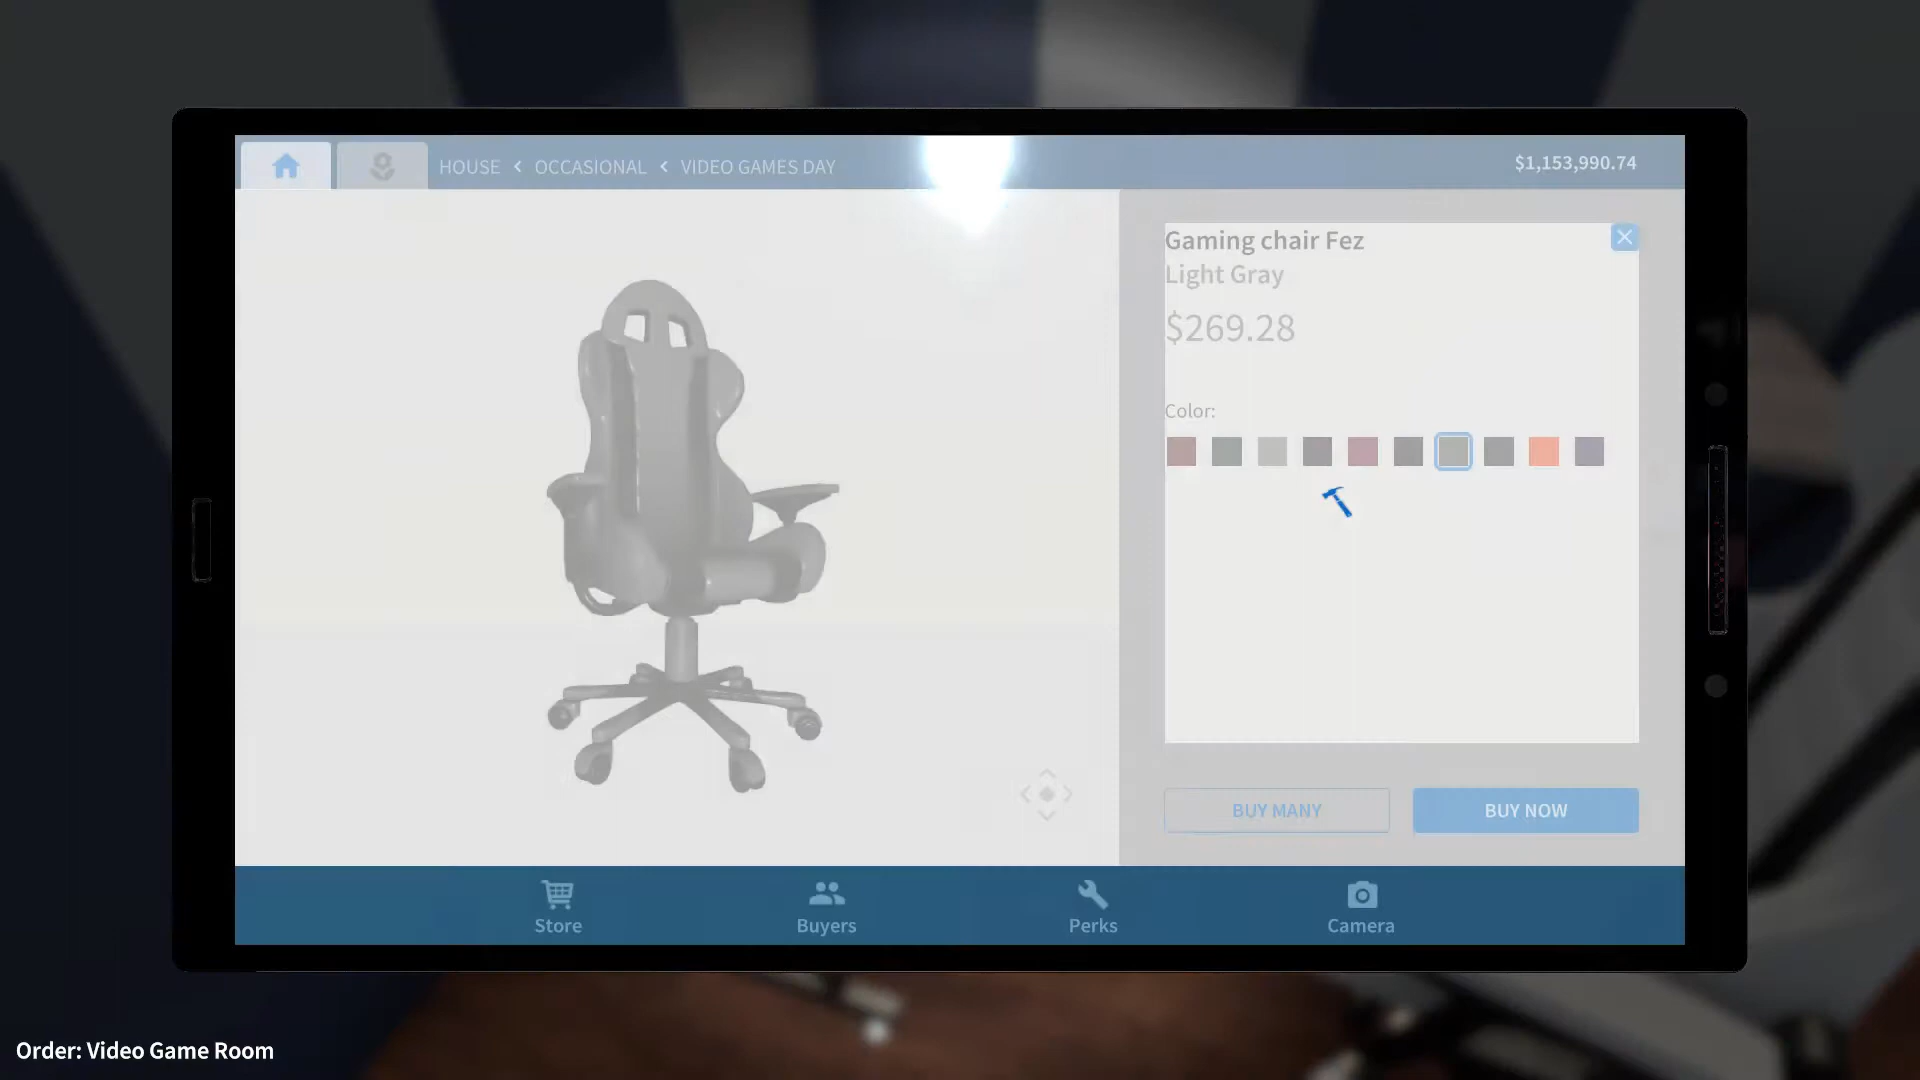 HOUSE < OCCASIONAL < VIDEO GAMES DAY
$1,153,990.74
Gaming chair Fez
Light Gray
$269.28
Color:
BUY MANY
BUY NOW
Store
Buyers
Perks
Camera
Order: Video Game Room